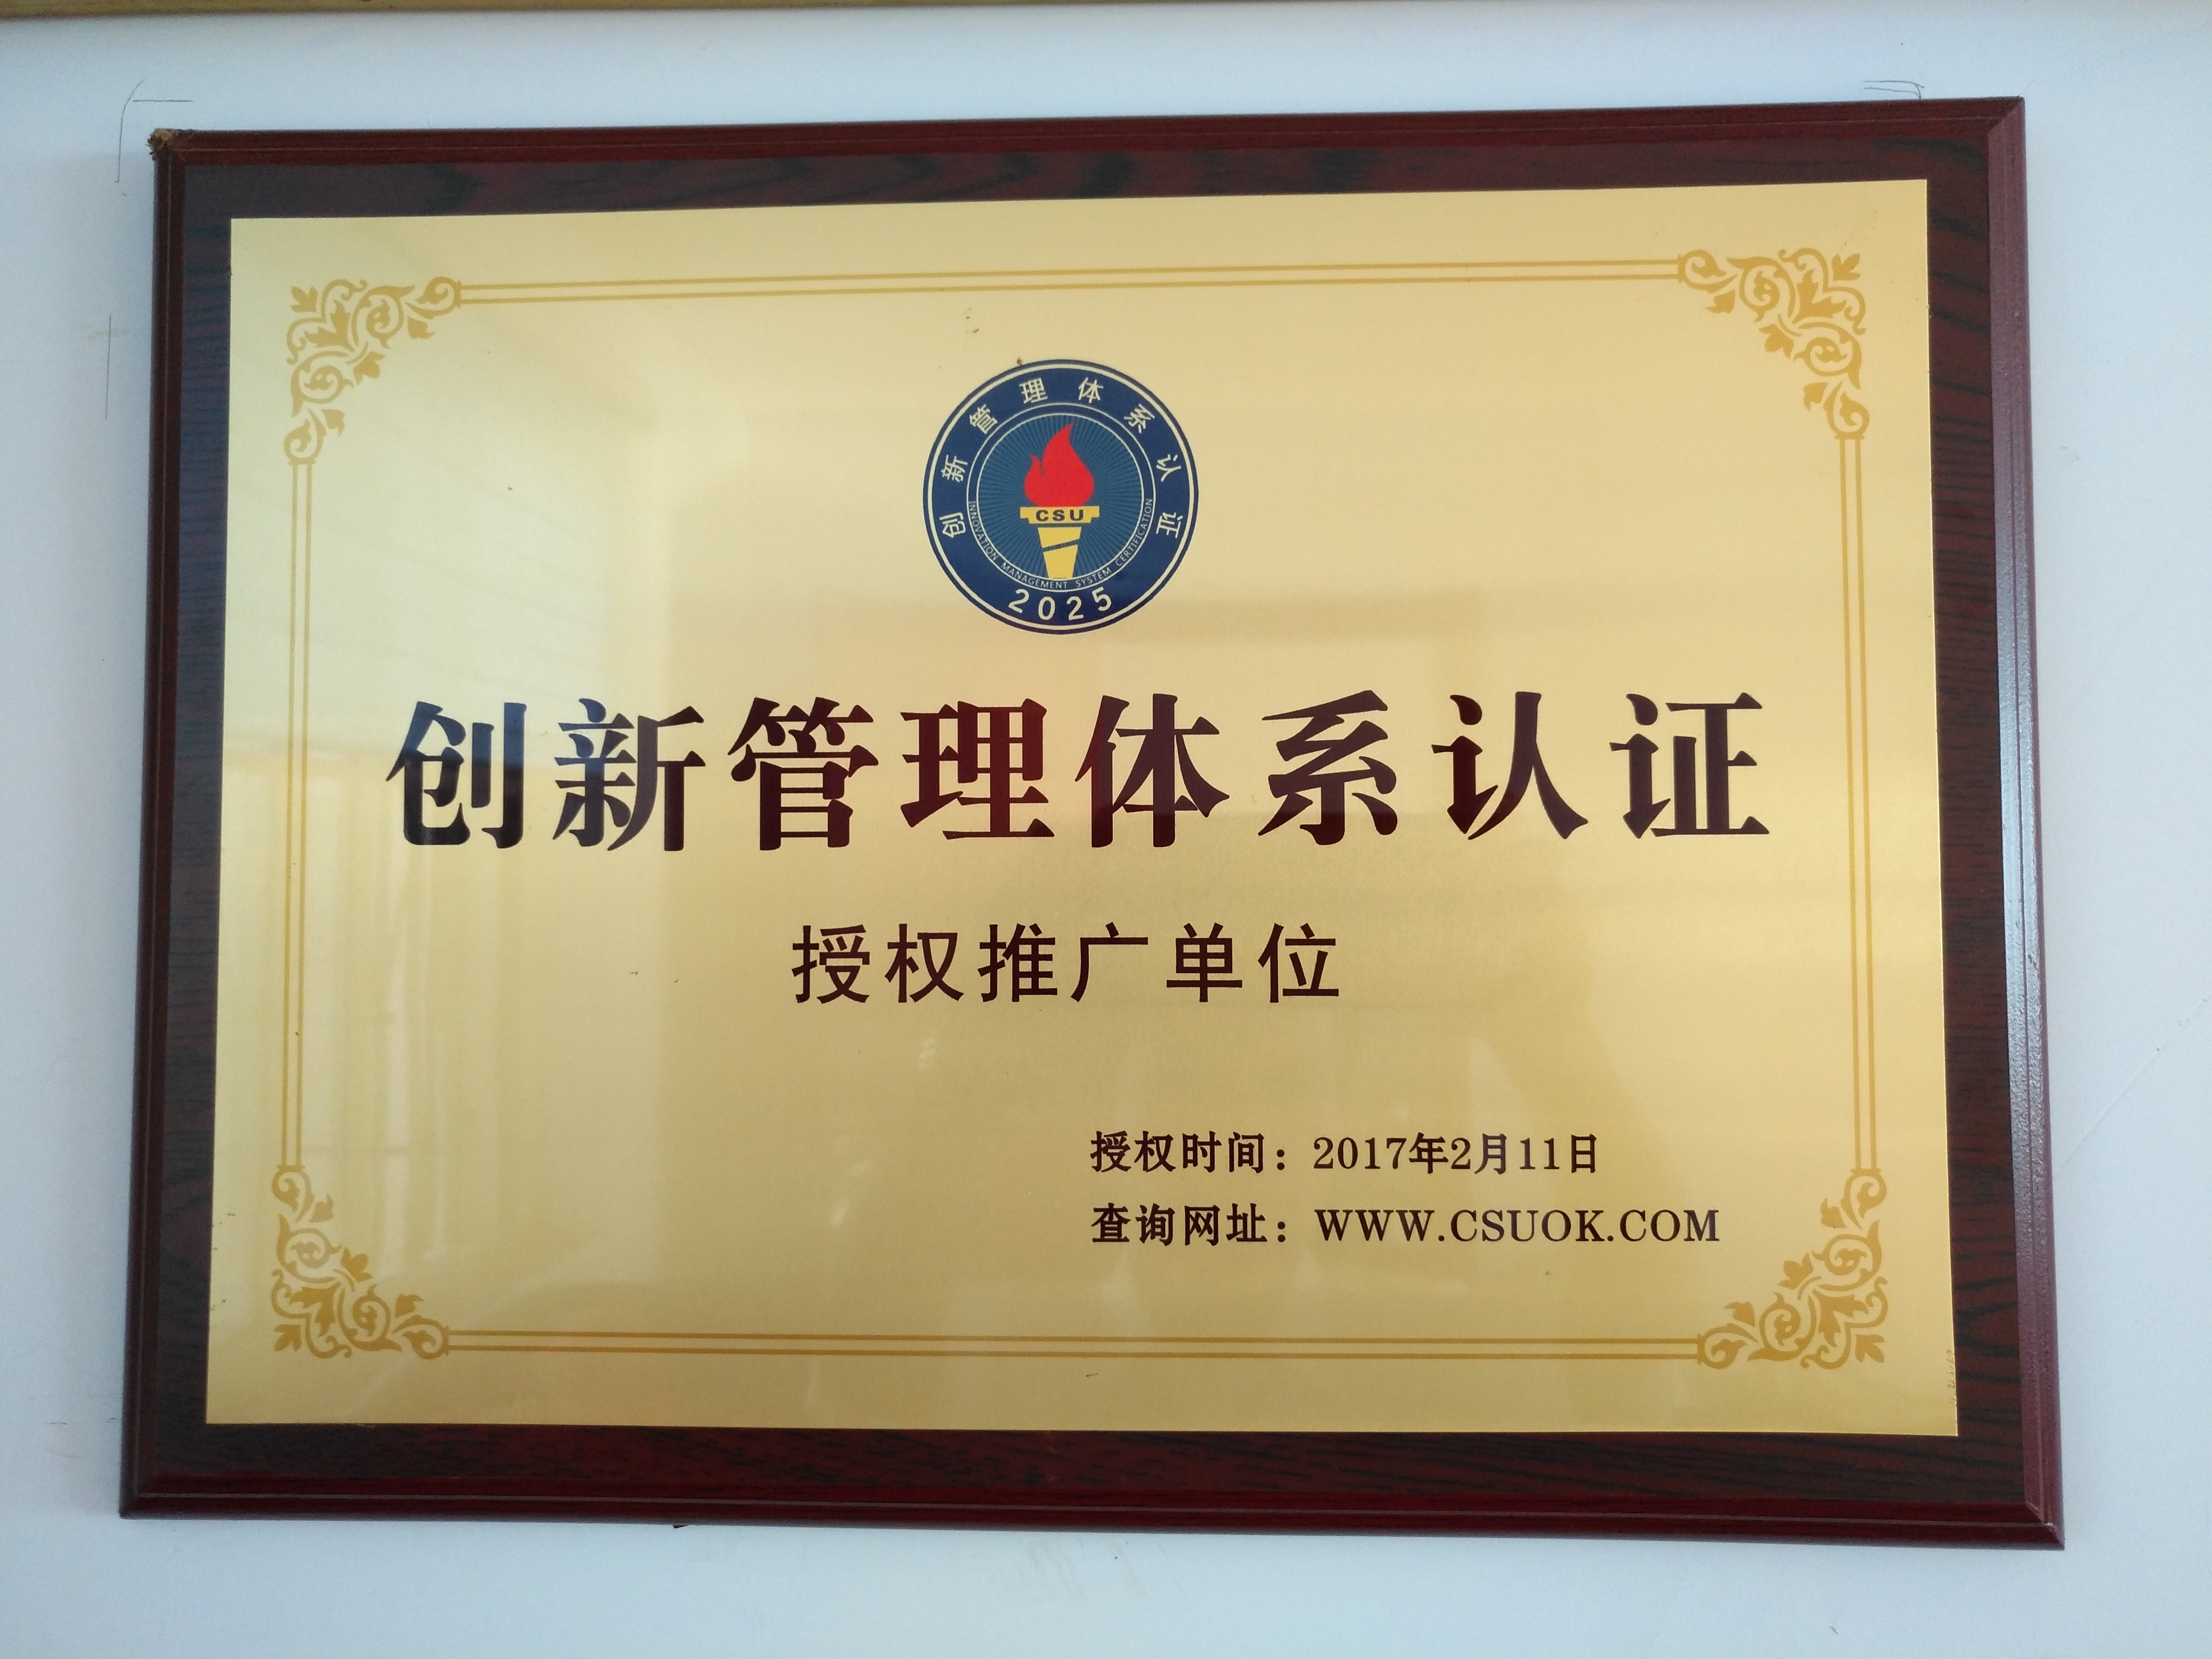 创新管理体系认证
CSU
INNOVATION MANAGEMENT SYSTEM CERTIFICATION
2025
创新管理体系认证
授权推广单位
授权时间：2017年2月11日
查询网址：WWW.CSUOK.COM